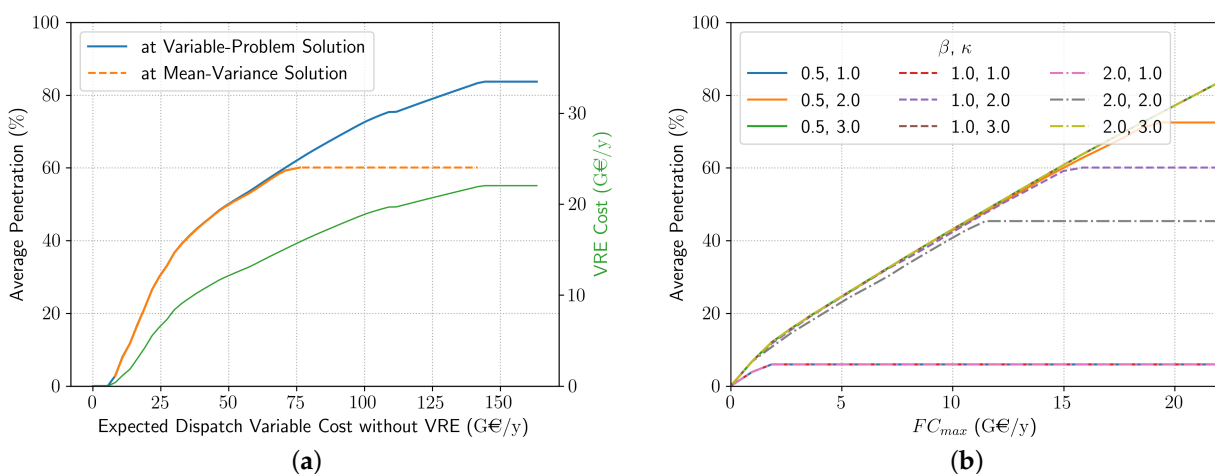 100
80
60
40
20
0
Average Penetration (%)
at Variable-Problem Solution
at Mean-Variance Solution
30
20
10
0
VRE Cost (G€/y)
0 25 50 75 100 125 150
Expected Dispatch Variable Cost without VRE (G€/y)
(a)
100
80
60
40
20
0
Average Penetration (%)
β, κ
0.5, 1.0 1.0, 1.0 2.0, 1.0
0.5, 2.0 1.0, 2.0 2.0, 2.0
0.5, 3.0 1.0, 3.0 2.0, 3.0
0 5 10 15 20
FCmax (G€/y)
(b)